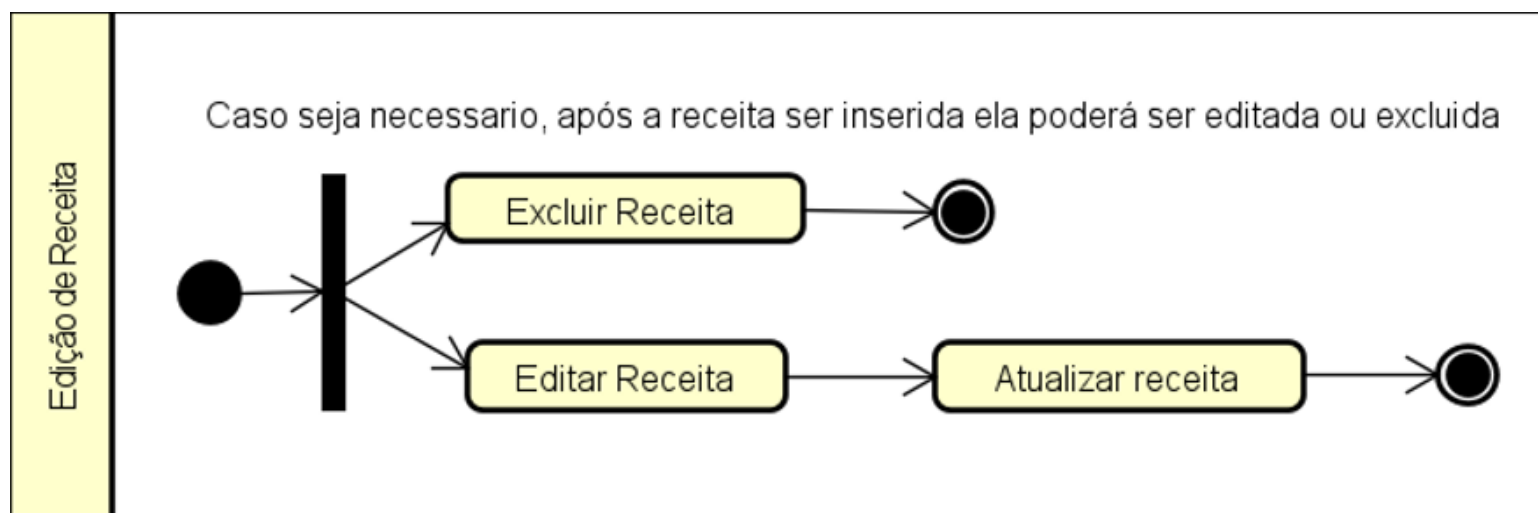 Edição de Receita
Caso seja necessario, após a receita ser inserida ela poderá ser editada ou excluida
Excluir Receita
Editar Receita
Atualizar receita